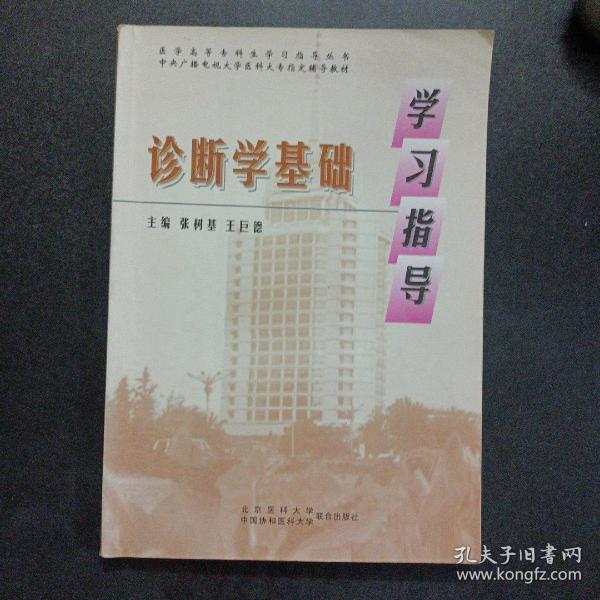 医学高等专科生学习指导丛书
中央广播电视大学医科大专指定辅导教材
诊断学基础
学习指导
主编 张树基 王巨德
北京医科大学
中国协和医科大学
联合出版社
孔夫子旧书网
www.kongfz.com